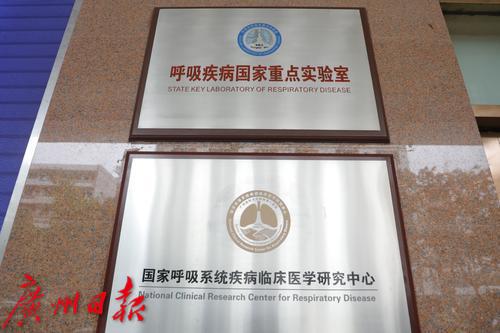 呼吸疾病国家重点实验室
STATE KEY LABORATORY OF RESPIRATORY DISEASE
国家呼吸系统疾病临床医学研究中心
National Clinical Research Center for Respiratory Disease
廣州日報